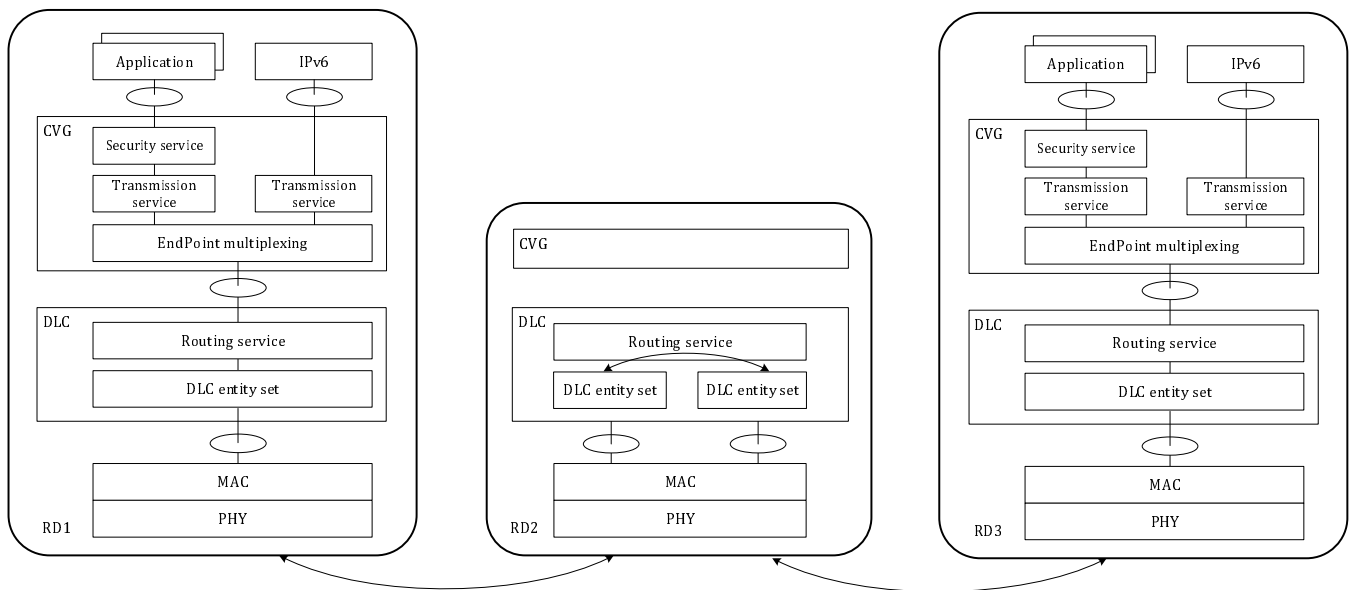 Application
IPv6
CVG
Security service
Transmission
service
Transmission
service
EndPoint multiplexing
DLC
Routing service
DLC entity set
MAC
PHY
RD1
CVG
DLC
Routing service
DLC entity set
DLC entity set
MAC
PHY
RD2
Application
IPv6
CVG
Security service
Transmission
service
Transmission
service
EndPoint multiplexing
DLC
Routing service
DLC entity set
MAC
PHY
RD3